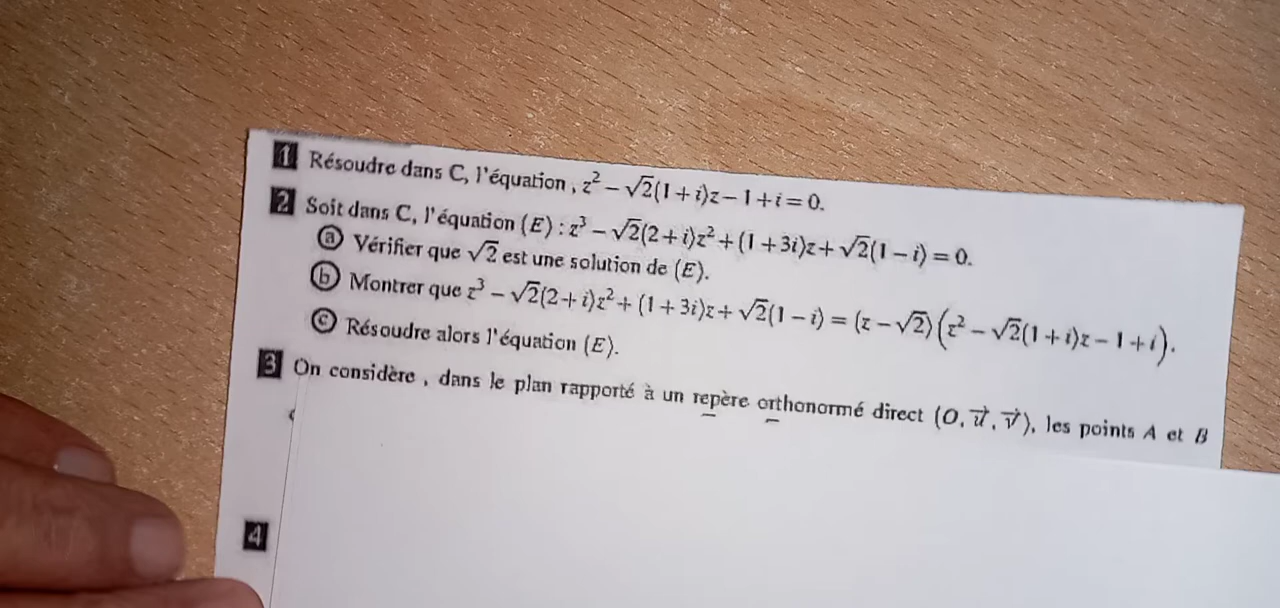 1 Résoudre dans C, l'équation, z² − √2(1+i)z − 1 + i = 0.
2 Soit dans C, l'équation (E) : z³ − √2(2+i)z² + (1+3i)z + √2(1−i) = 0.
ⓐ Vérifier que √2 est une solution de (E).
ⓑ Montrer que z³ − √2(2+i)z² + (1+3i)z + √2(1−i) = (z−√2)(z² − √2(1+i)z − 1 + i).
ⓒ Résoudre alors l'équation (E).
3 On considère, dans le plan rapporté à un repère orthonormé direct (O, u⃗, v⃗), les points A et B
4